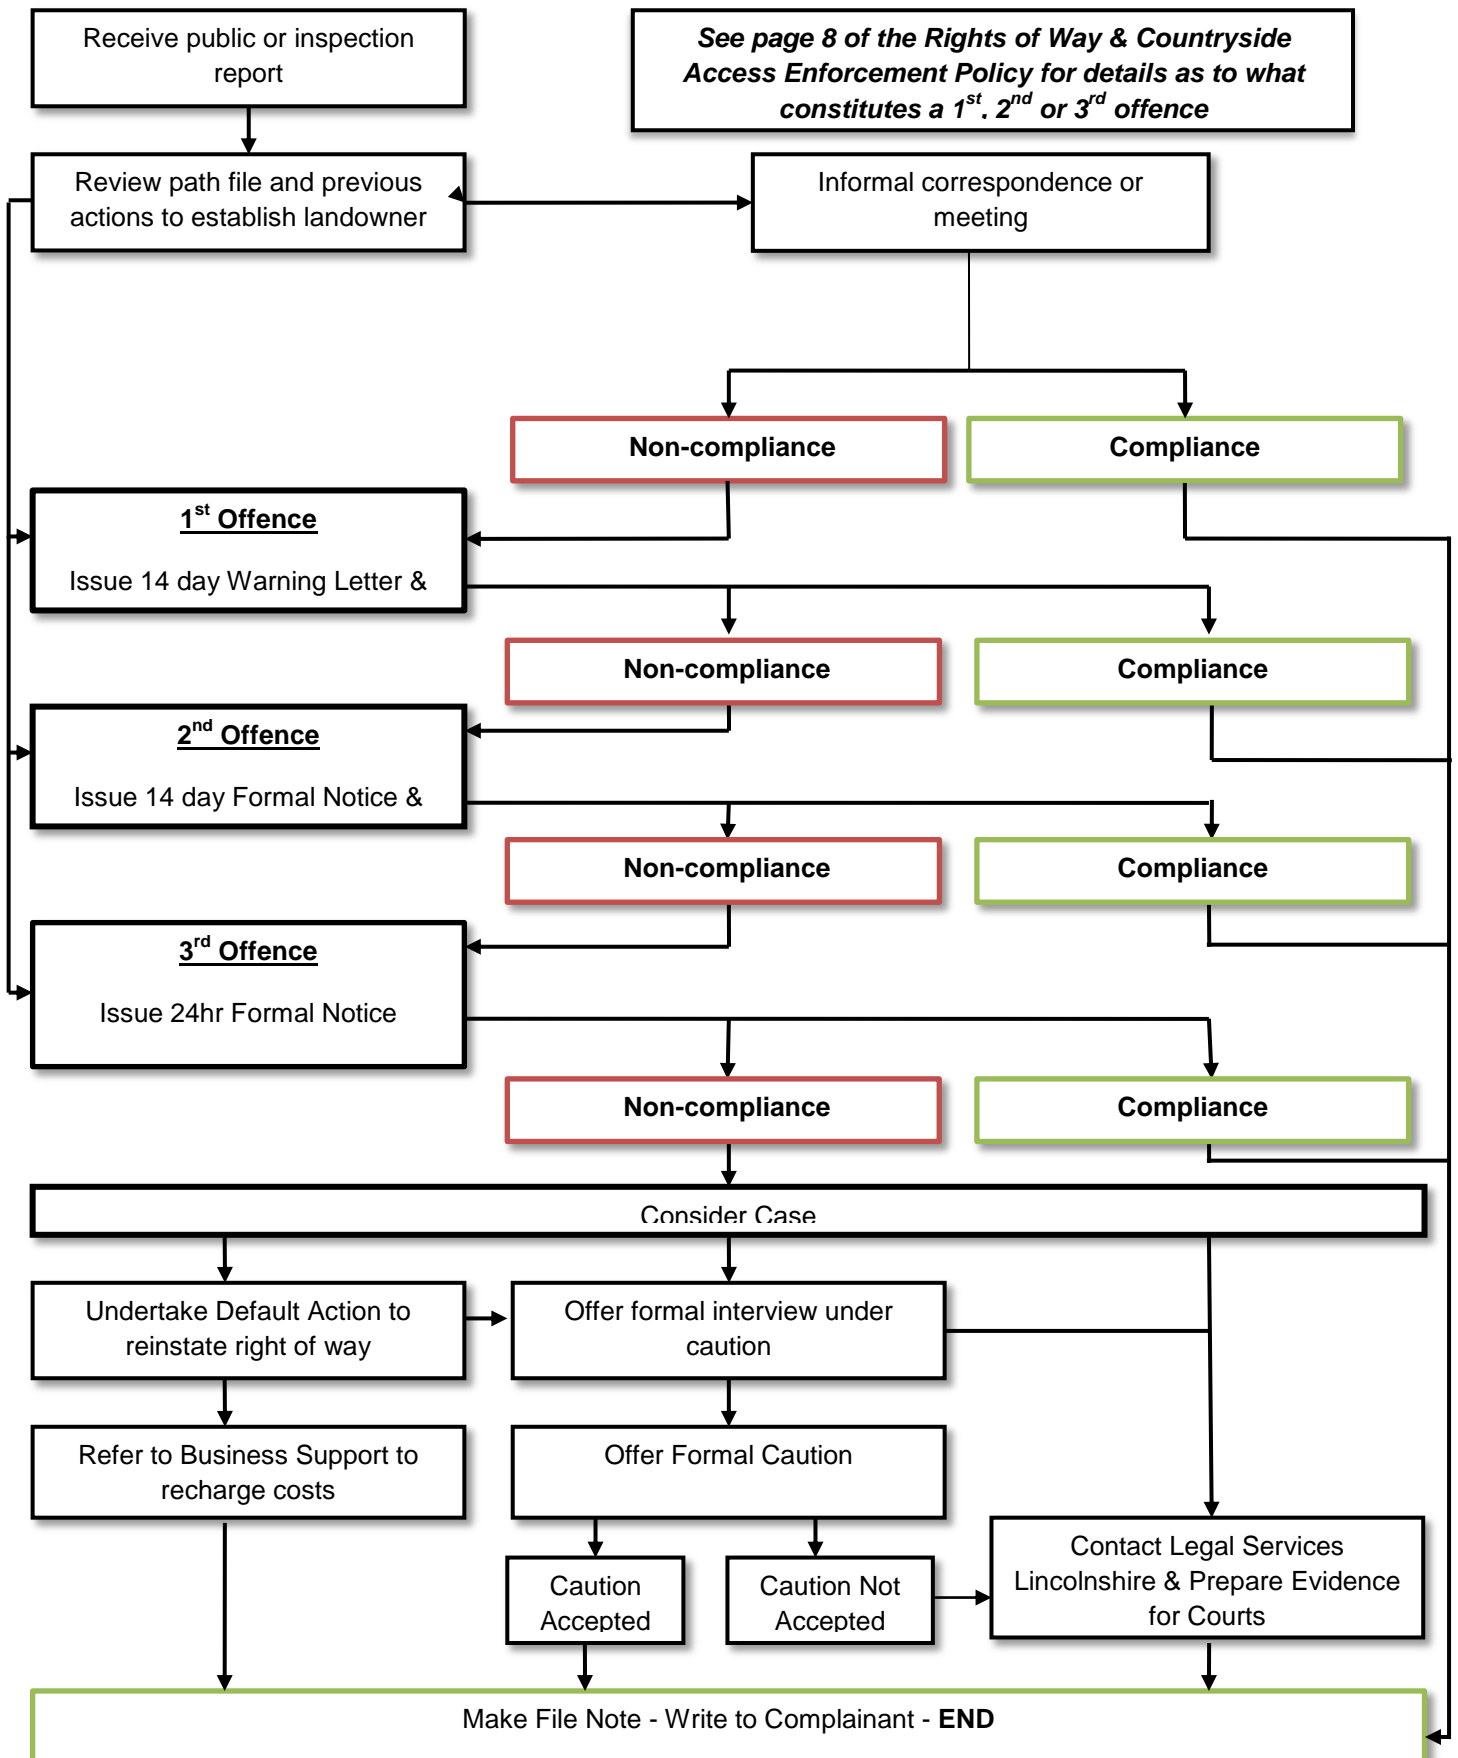 Receive public or inspection
report
See page 8 of the Rights of Way & Countryside
Access Enforcement Policy for details as to what
constitutes a 1st, 2nd or 3rd offence
Review path file and previous
actions to establish landowner
Informal correspondence or
meeting
Non-compliance
Compliance
1st Offence
Issue 14 day Warning Letter &
Non-compliance
Compliance
2nd Offence
Issue 14 day Formal Notice &
Non-compliance
Compliance
3rd Offence
Issue 24hr Formal Notice
Non-compliance
Compliance
Consider Case
Undertake Default Action to
reinstate right of way
Offer formal interview under
caution
Refer to Business Support to
recharge costs
Offer Formal Caution
Caution
Accepted
Caution Not
Accepted
Contact Legal Services
Lincolnshire & Prepare Evidence
for Courts
Make File Note - Write to Complainant - END